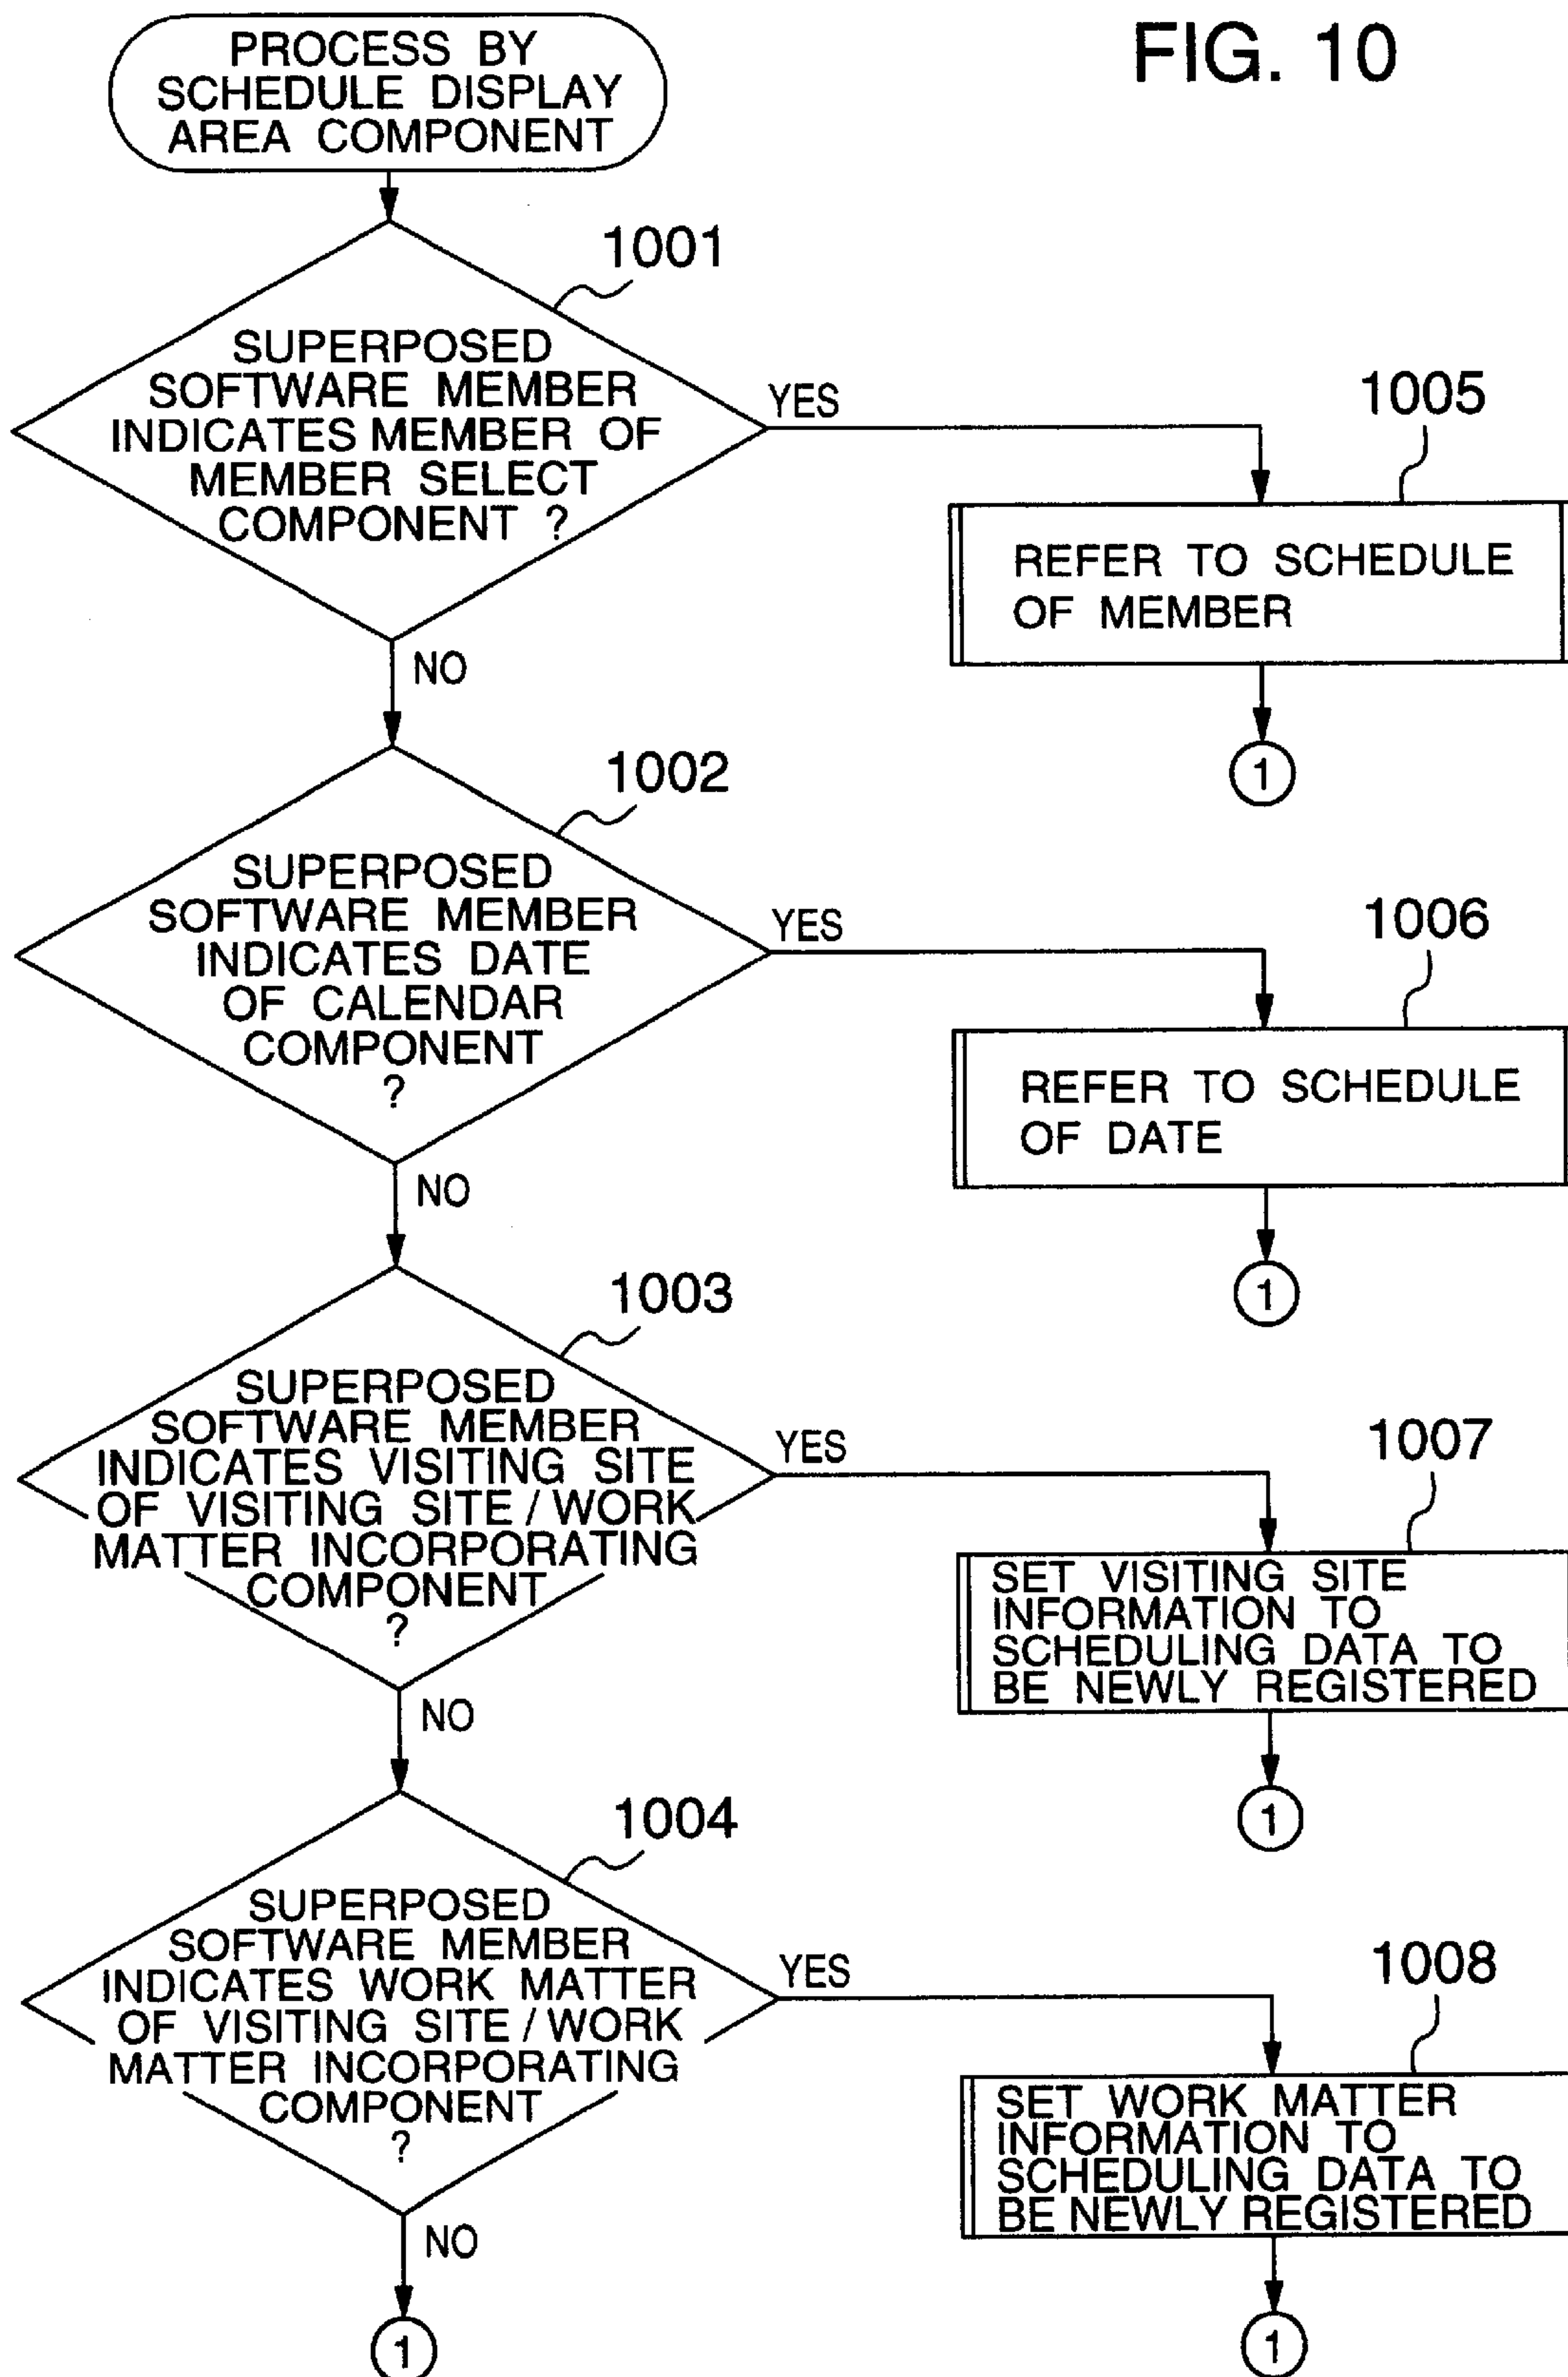 FIG. 10
PROCESS BY
SCHEDULE DISPLAY
AREA COMPONENT
1001
SUPERPOSED
SOFTWARE MEMBER
INDICATES MEMBER OF
MEMBER SELECT
COMPONENT ?
YES
NO
1005
REFER TO SCHEDULE
OF MEMBER
1
1002
SUPERPOSED
SOFTWARE MEMBER
INDICATES DATE
OF CALENDAR
COMPONENT
?
YES
NO
1006
REFER TO SCHEDULE
OF DATE
1
1003
SUPERPOSED
SOFTWARE MEMBER
INDICATES VISITING SITE
OF VISITING SITE / WORK
MATTER INCORPORATING
COMPONENT
?
YES
NO
1007
SET VISITING SITE
INFORMATION TO
SCHEDULING DATA TO
BE NEWLY REGISTERED
1
1004
SUPERPOSED
SOFTWARE MEMBER
INDICATES WORK MATTER
OF VISITING SITE / WORK
MATTER INCORPORATING
COMPONENT
?
YES
NO
1008
SET WORK MATTER
INFORMATION TO
SCHEDULING DATA TO
BE NEWLY REGISTERED
1
1